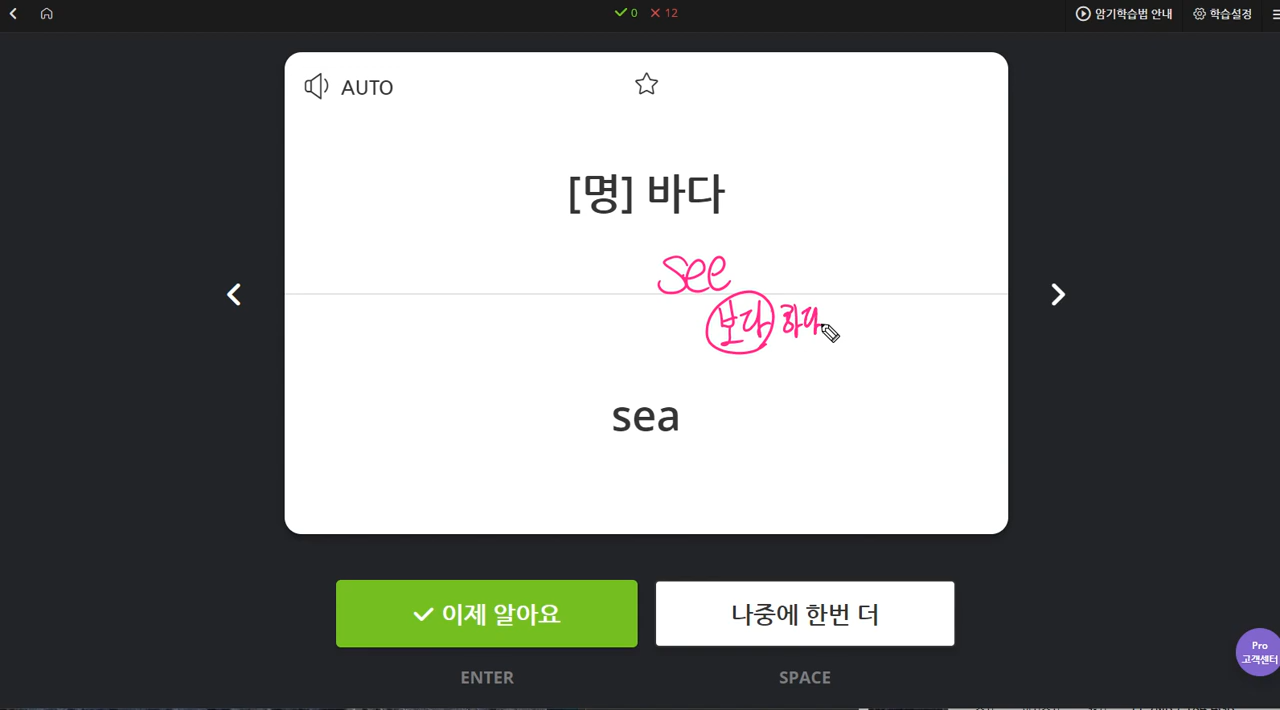 0 12 암기학습법 안내 학습설정
AUTO
[명] 바다
see
보다 하다
sea
이제 알아요 나중에 한번 더
ENTER SPACE
Pro
고객센터